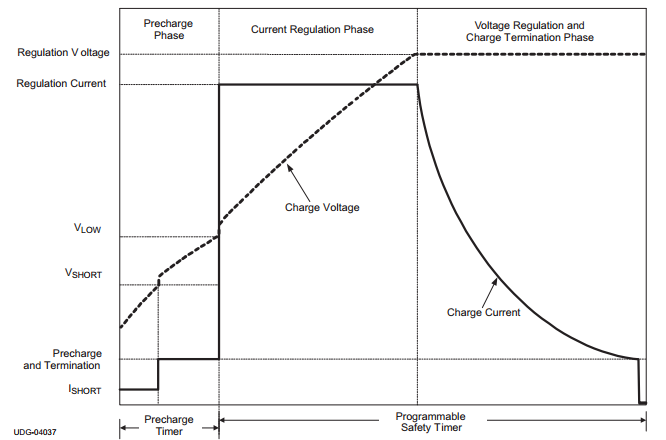 Precharge
Phase
Current Regulation Phase
Voltage Regulation and
Charge Termination Phase
Regulation V oltage
Regulation Current
Charge Voltage
VLOW
VSHORT
Charge Current
Precharge
and Termination
ISHORT
UDG-04037
Precharge
Timer
Programmable
Safety Timer